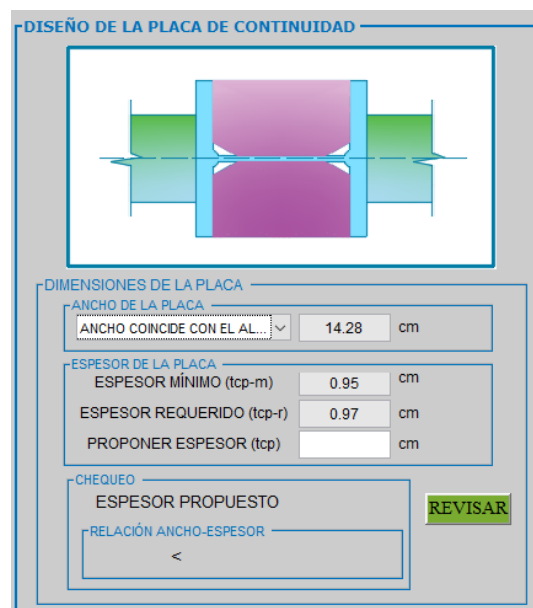 DISEÑO DE LA PLACA DE CONTINUIDAD
DIMENSIONES DE LA PLACA
ANCHO DE LA PLACA
ANCHO COINCIDE CON EL AL... 14.28 cm
ESPESOR DE LA PLACA
ESPESOR MÍNIMO (tcp-m) 0.95 cm
ESPESOR REQUERIDO (tcp-r) 0.97 cm
PROPONER ESPESOR (tcp) cm
CHEQUEO
ESPESOR PROPUESTO
REVISAR
RELACIÓN ANCHO-ESPESOR
<